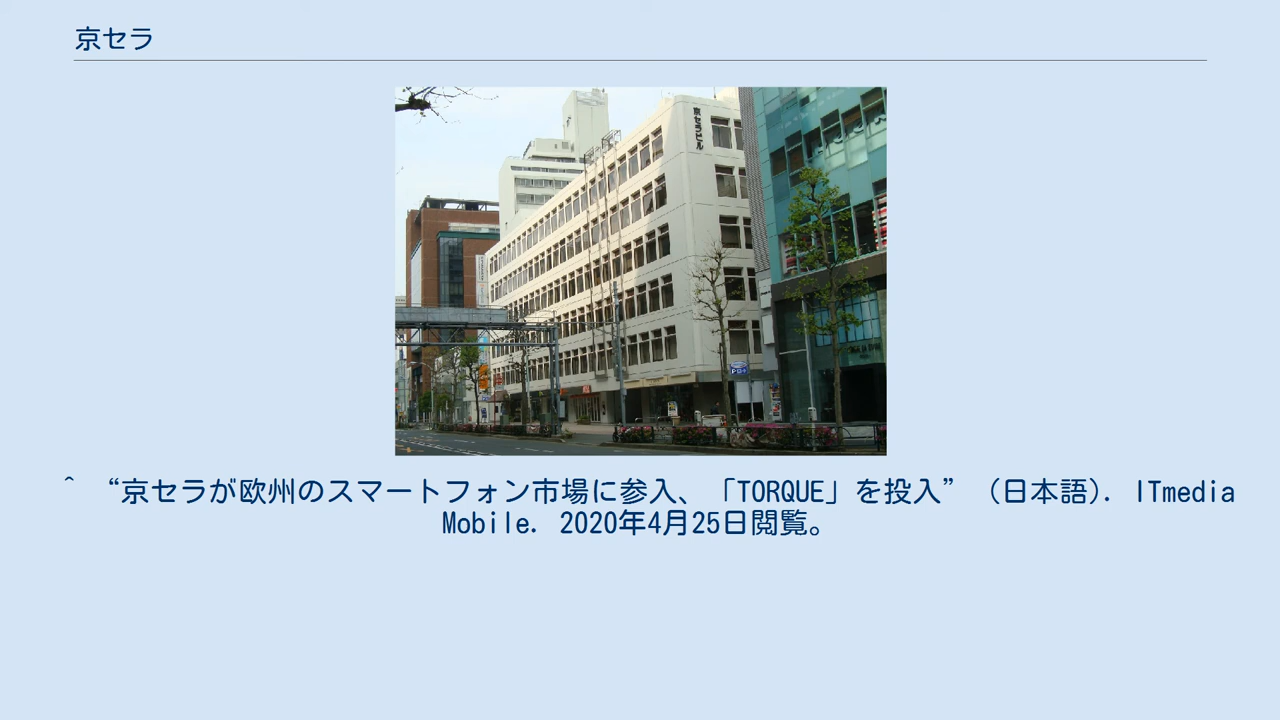 京セラ
京セラビル
^ “京セラが欧州のスマートフォン市場に参入、「TORQUE」を投入” (日本語). ITmedia
Mobile. 2020年4月25日閲覧。